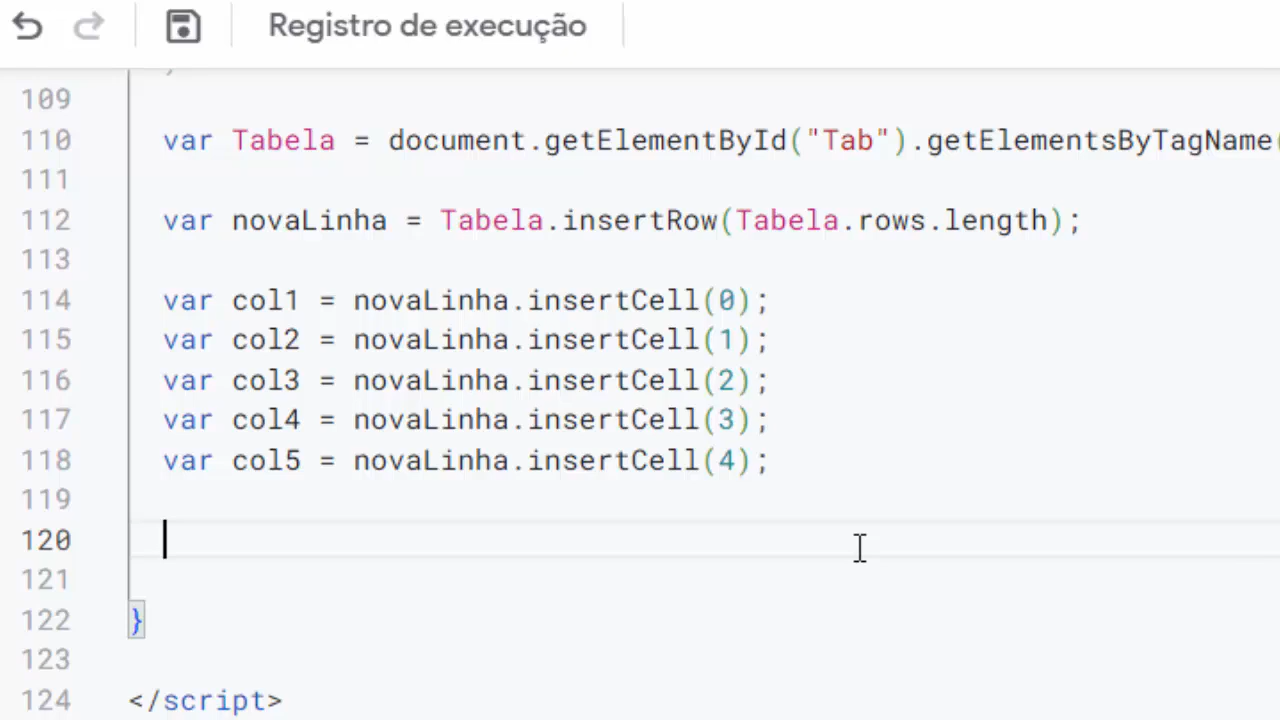 Registro de execução
109
110 var Tabela = document.getElementById("Tab").getElementsByTagName(
111
112 var novaLinha = Tabela.insertRow(Tabela.rows.length);
113
114 var col1 = novaLinha.insertCell(0);
115 var col2 = novaLinha.insertCell(1);
116 var col3 = novaLinha.insertCell(2);
117 var col4 = novaLinha.insertCell(3);
118 var col5 = novaLinha.insertCell(4);
119
120
121
122 }
123
124 </script>